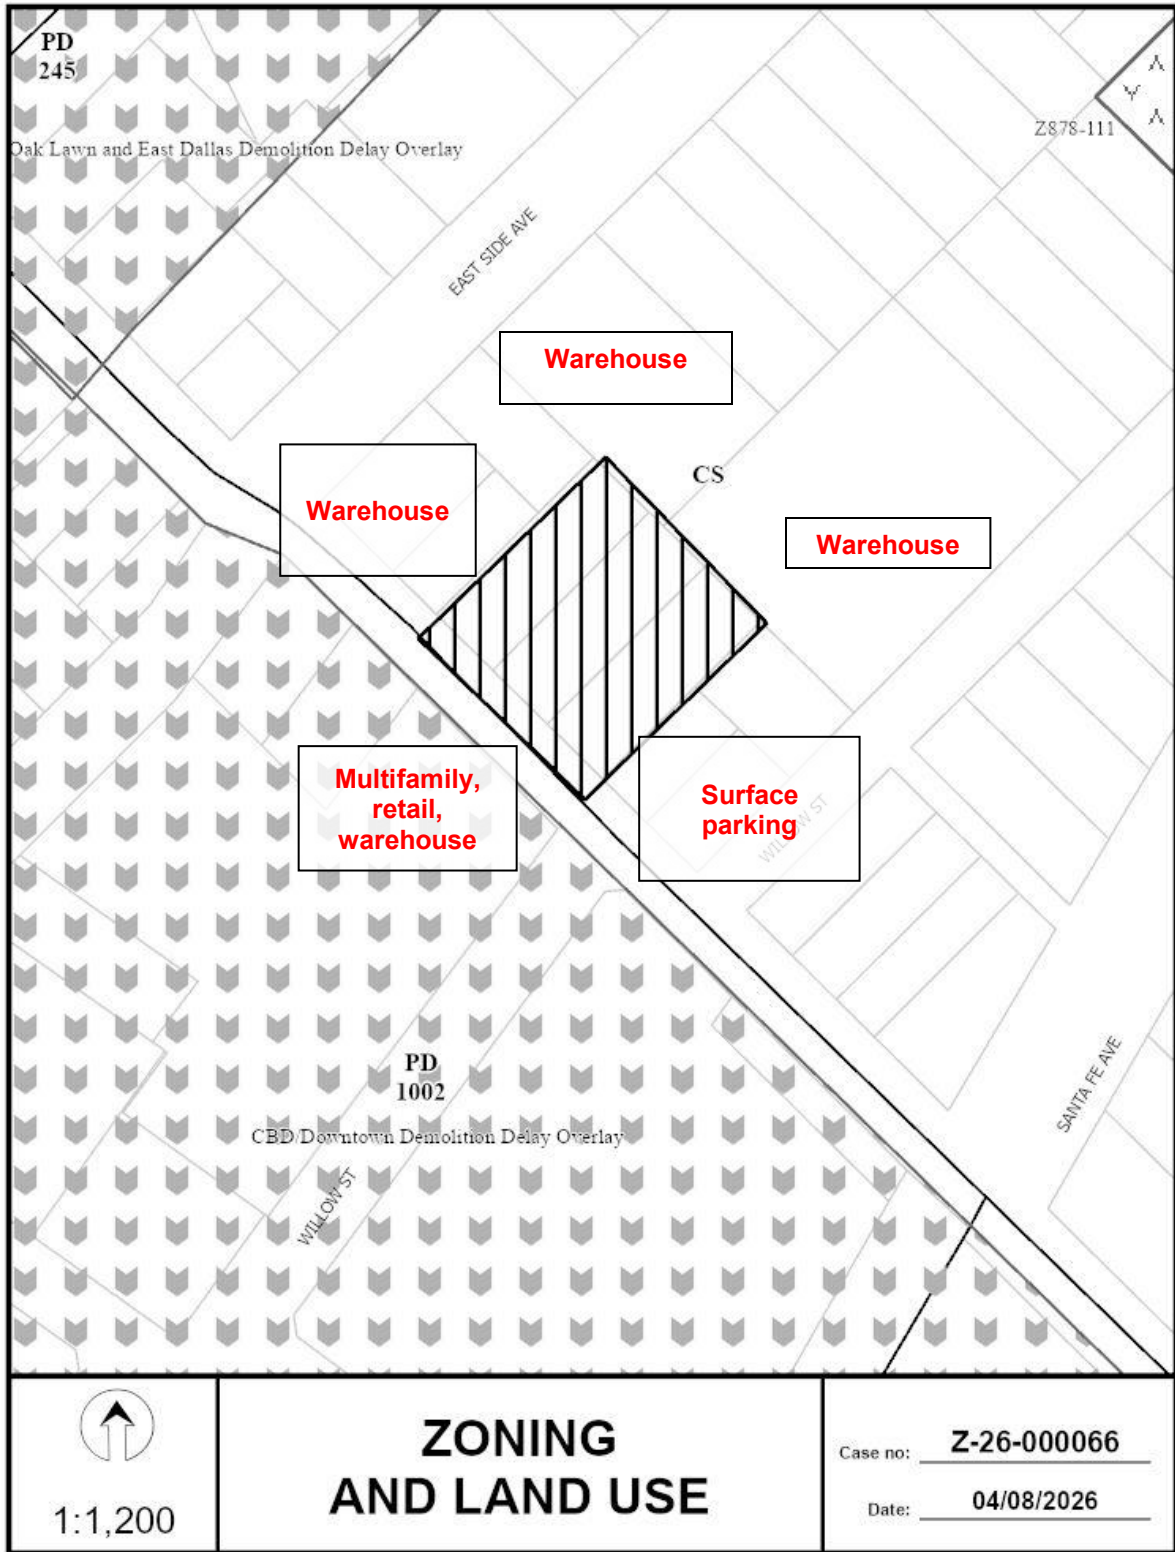 PD
245
Z878-111
Oak Lawn and East Dallas Demolition Delay Overlay
EAST SIDE AVE
Warehouse
CS
Warehouse
Warehouse
Multifamily,
retail,
warehouse
Surface
parking
WILLOW ST
PD
1002
SANTA FE AVE
CBD/Downtown Demolition Delay Overlay
WILLOW ST
1:1,200
ZONING
AND LAND USE
Case no: Z-26-000066
Date: 04/08/2026